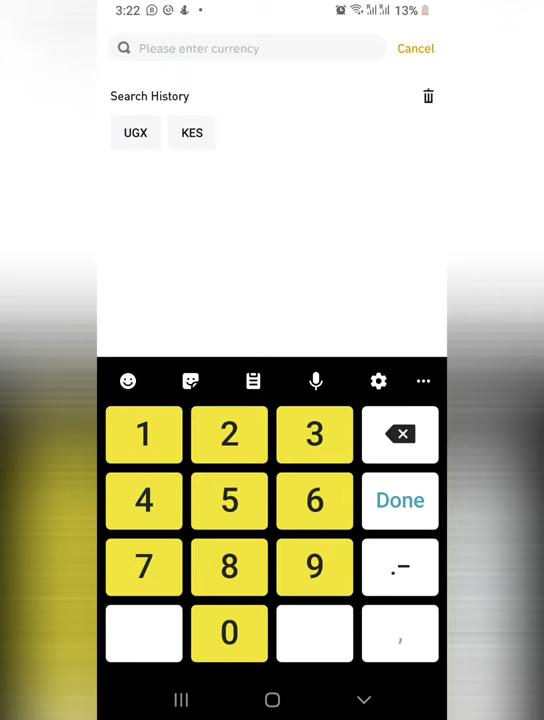 3:22 13%
Please enter currency Cancel
Search History
UGX KES
1 2 3
4 5 6 Done
7 8 9 .-
0 ,